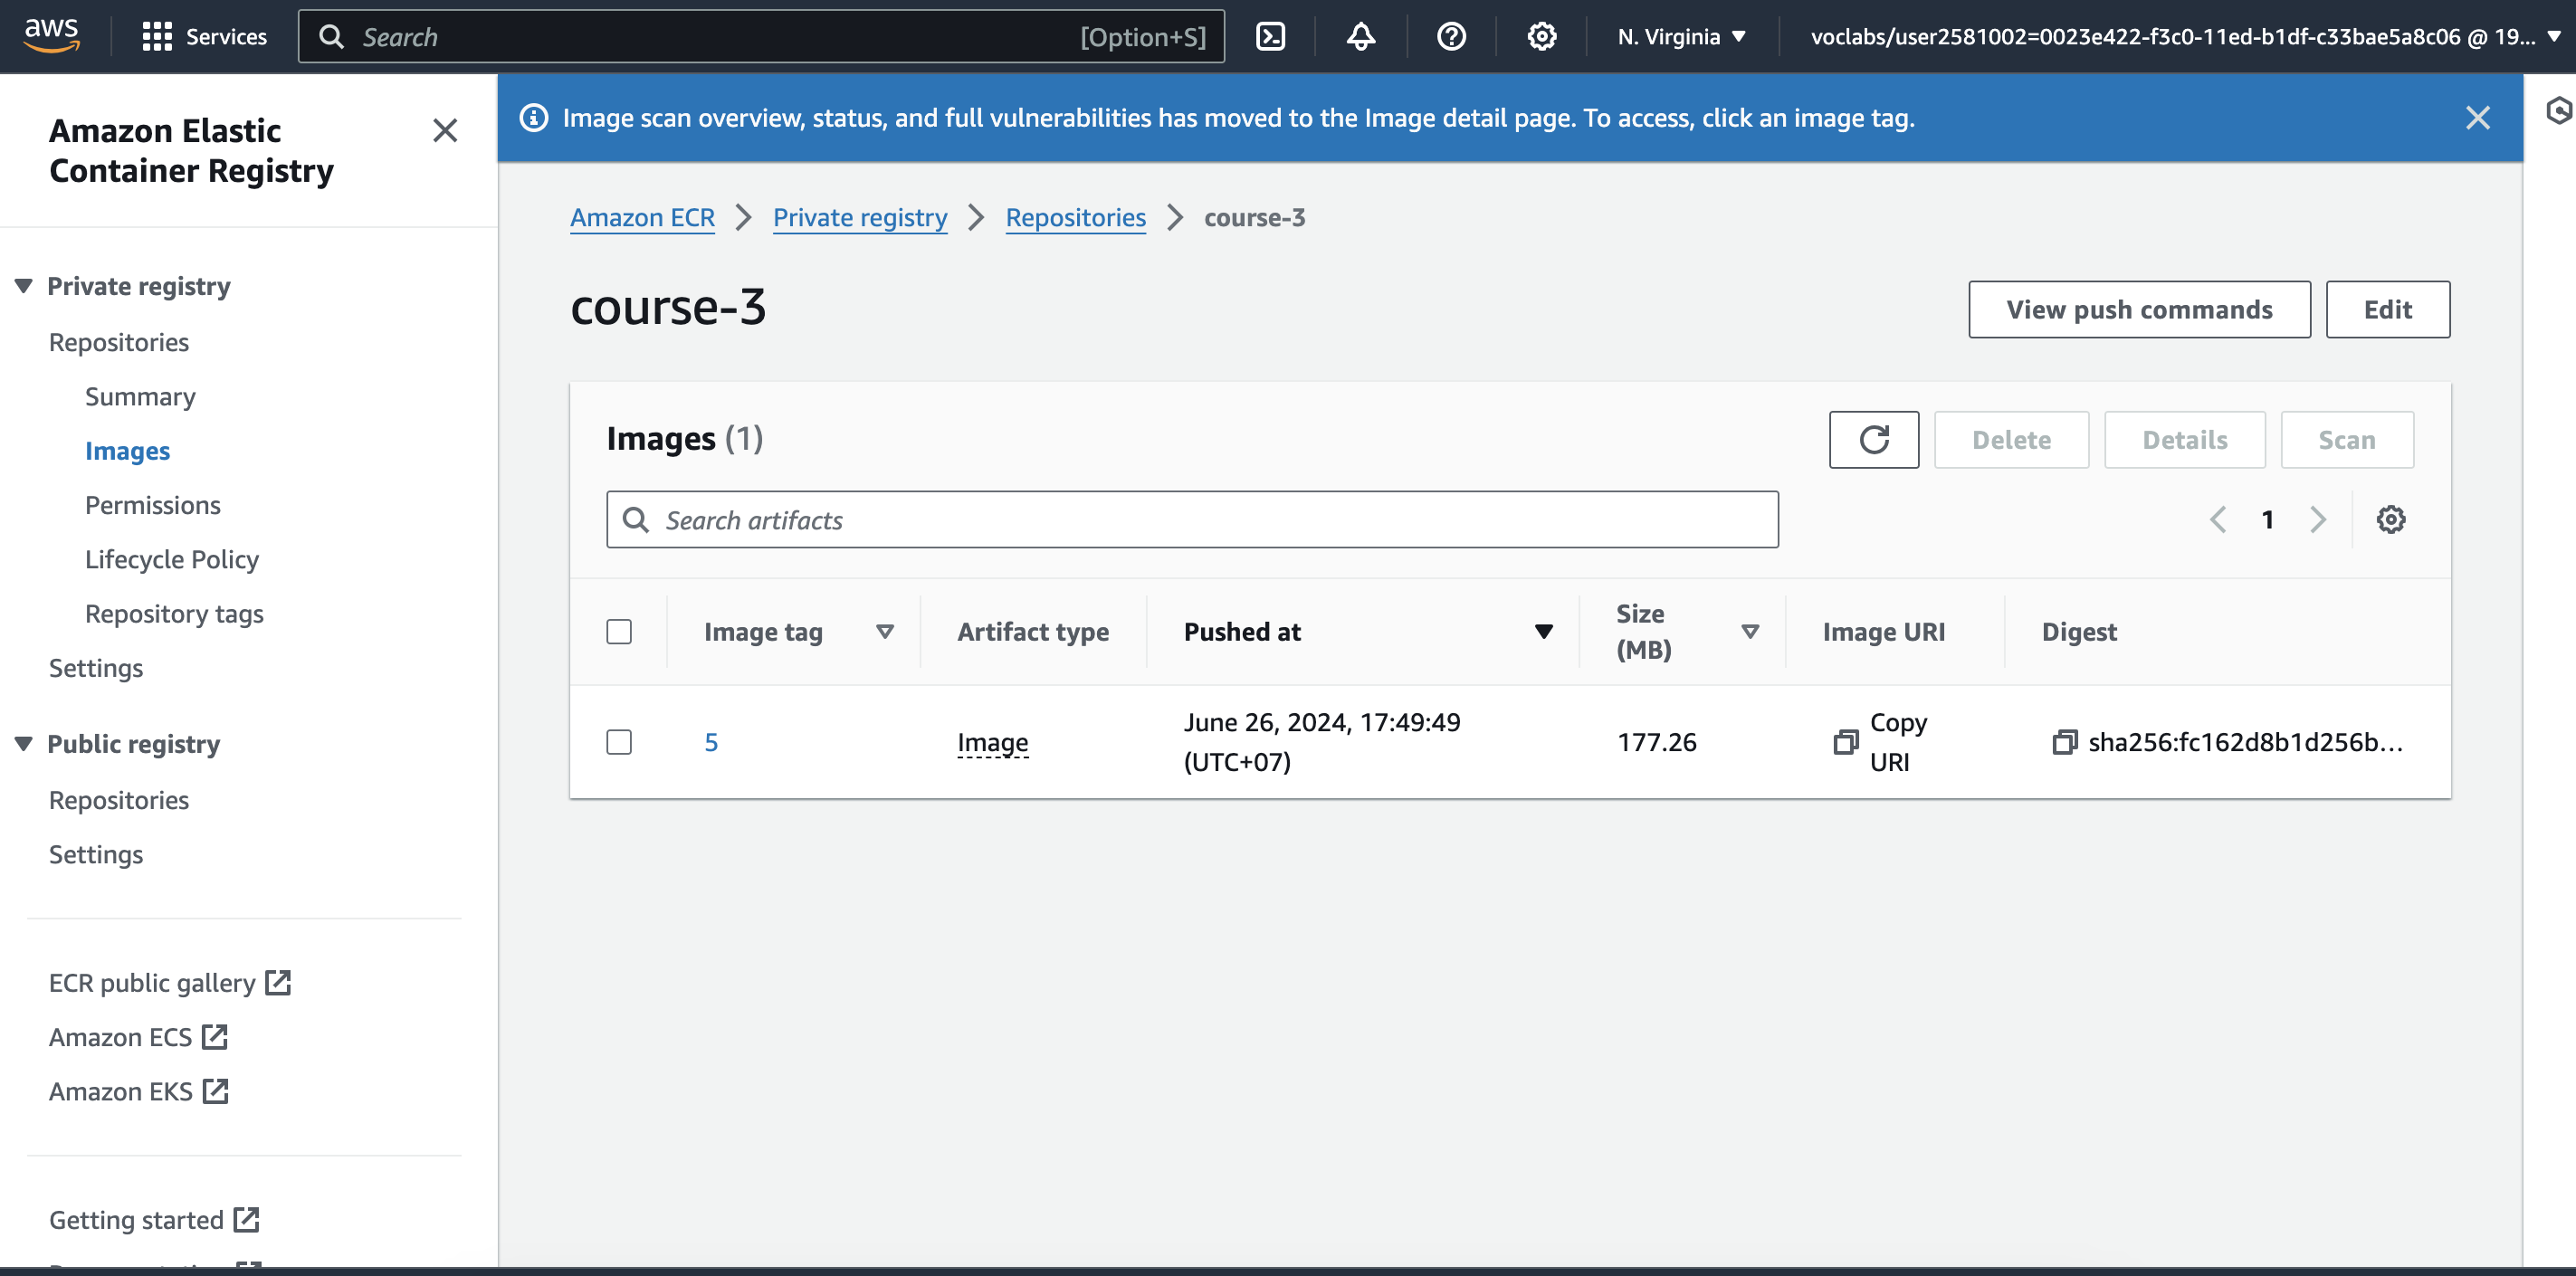 aws
Services
Search
[Option+S]
N. Virginia
voclabs/user2581002=0023e422-f3c0-11ed-b1df-c33bae5a8c06 @ 19...
Amazon Elastic
Container Registry
Private registry
Repositories
Summary
Images
Permissions
Lifecycle Policy
Repository tags
Settings
Public registry
Repositories
Settings
ECR public gallery
Amazon ECS
Amazon EKS
Getting started
Image scan overview, status, and full vulnerabilities has moved to the Image detail page. To access, click an image tag.
Amazon ECR
Private registry
Repositories
course-3
course-3
View push commands
Edit
Images (1)
Delete
Details
Scan
Search artifacts
1
Image tag
Artifact type
Pushed at
Size
(MB)
Image URI
Digest
5
Image
June 26, 2024, 17:49:49
(UTC+07)
177.26
Copy
URI
sha256:fc162d8b1d256b...